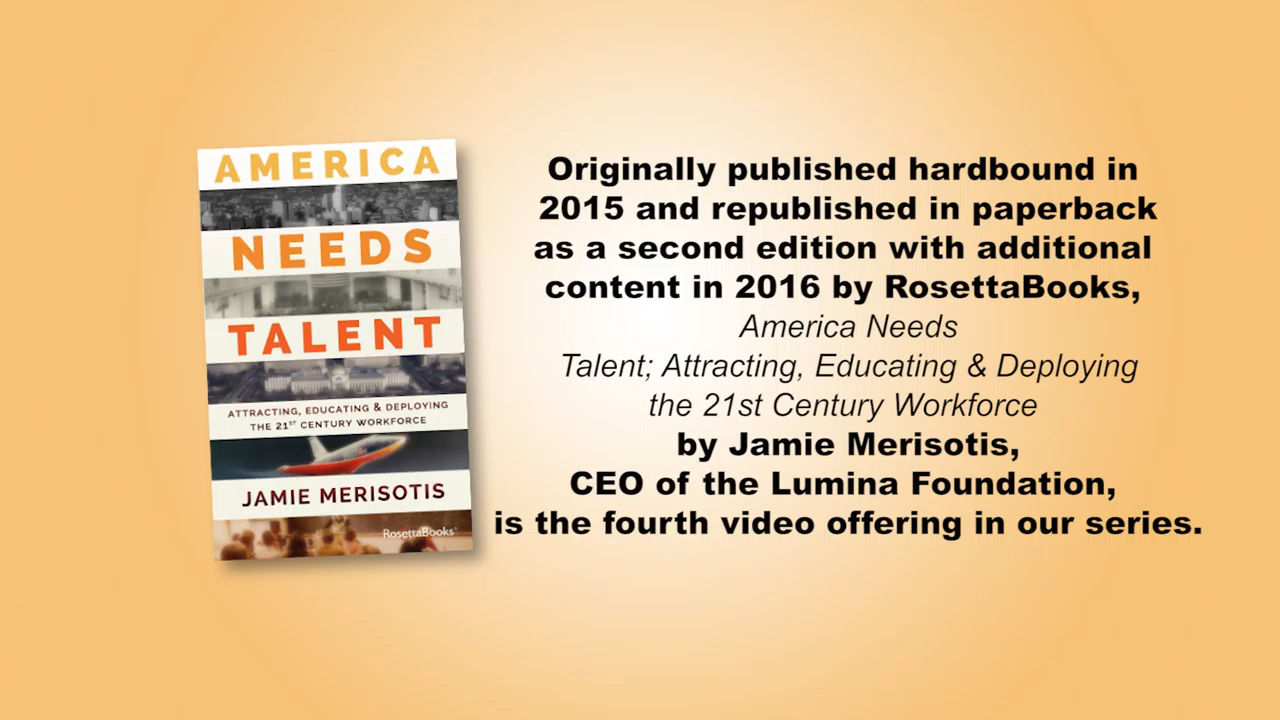 AMERICA
NEEDS
TALENT
ATTRACTING, EDUCATING & DEPLOYING
THE 21ST CENTURY WORKFORCE
JAMIE MERISOTIS
RosettaBooks®
Originally published hardbound in
2015 and republished in paperback
as a second edition with additional
content in 2016 by RosettaBooks,
America Needs
Talent; Attracting, Educating & Deploying
the 21st Century Workforce
by Jamie Merisotis,
CEO of the Lumina Foundation,
is the fourth video offering in our series.